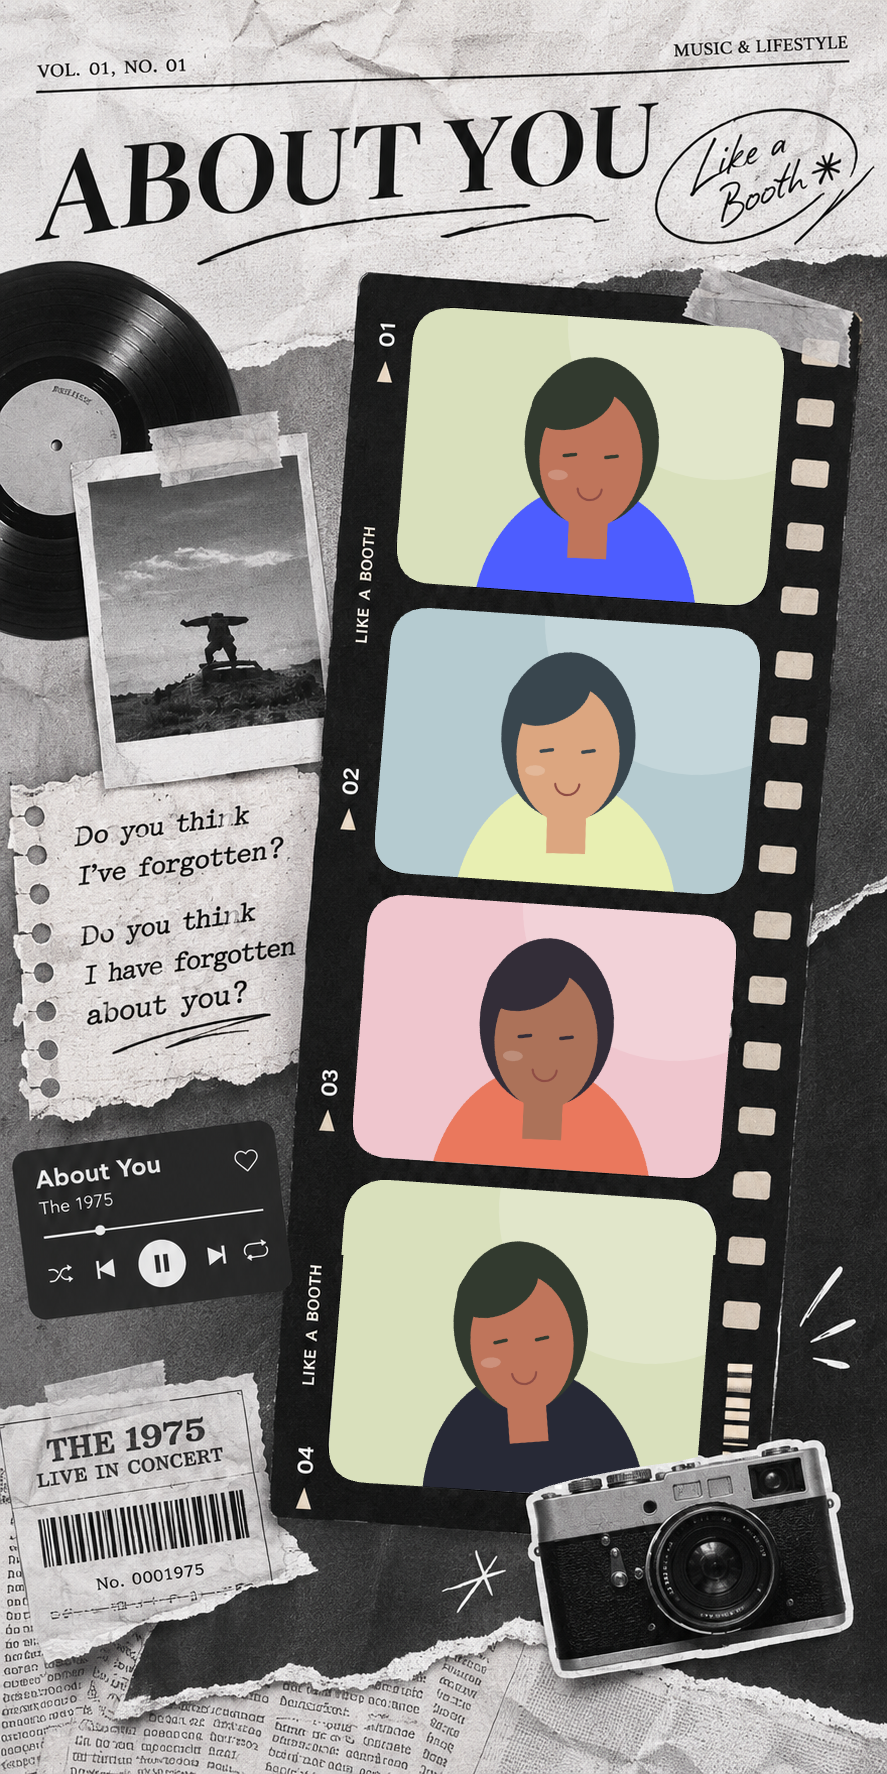 VOL. 01, NO. 01
MUSIC & LIFESTYLE
ABOUT YOU
Like a
Booth*
01
LIKE A BOOTH
02
Do you think
I've forgotten?
Do you think
I have forgotten
about you?
03
About You
The 1975
LIKE A BOOTH
04
THE 1975
LIVE IN CONCERT
No. 0001975